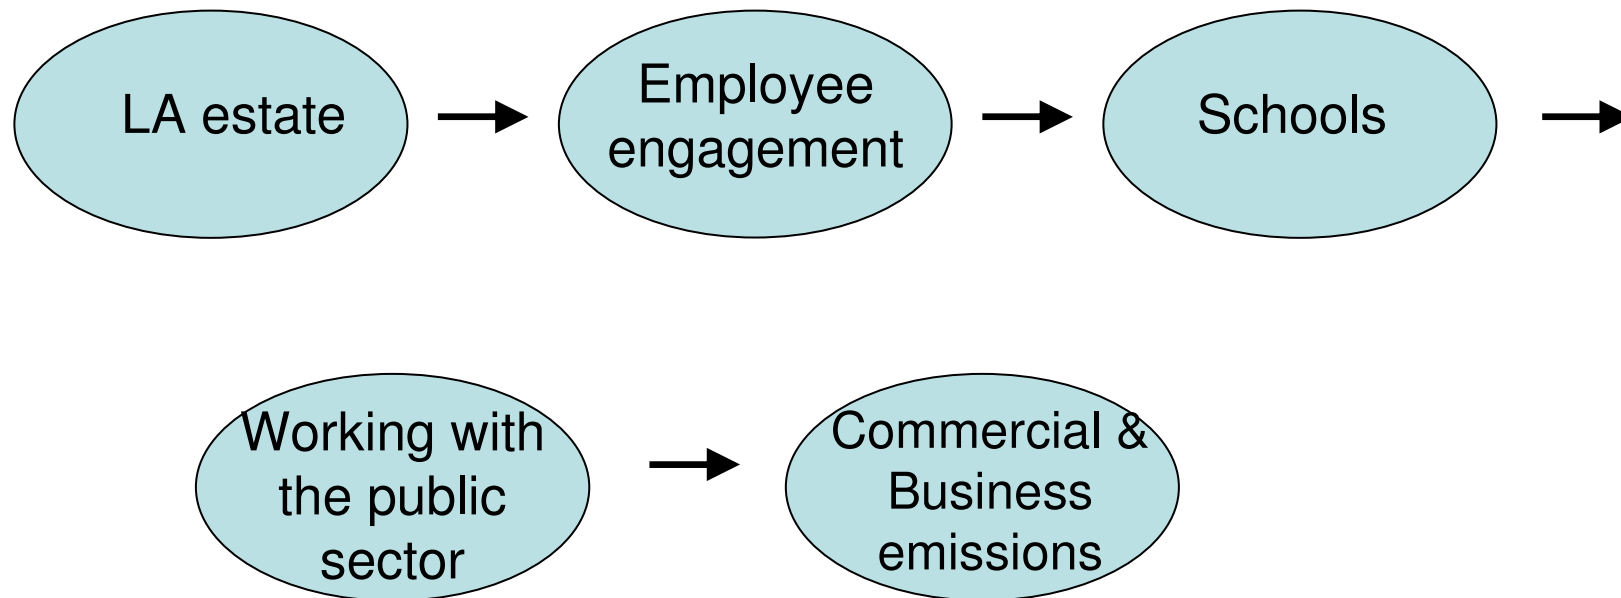 LA estate
Employee
engagement
Schools
Working with
the public
sector
Commercial &
Business
emissions